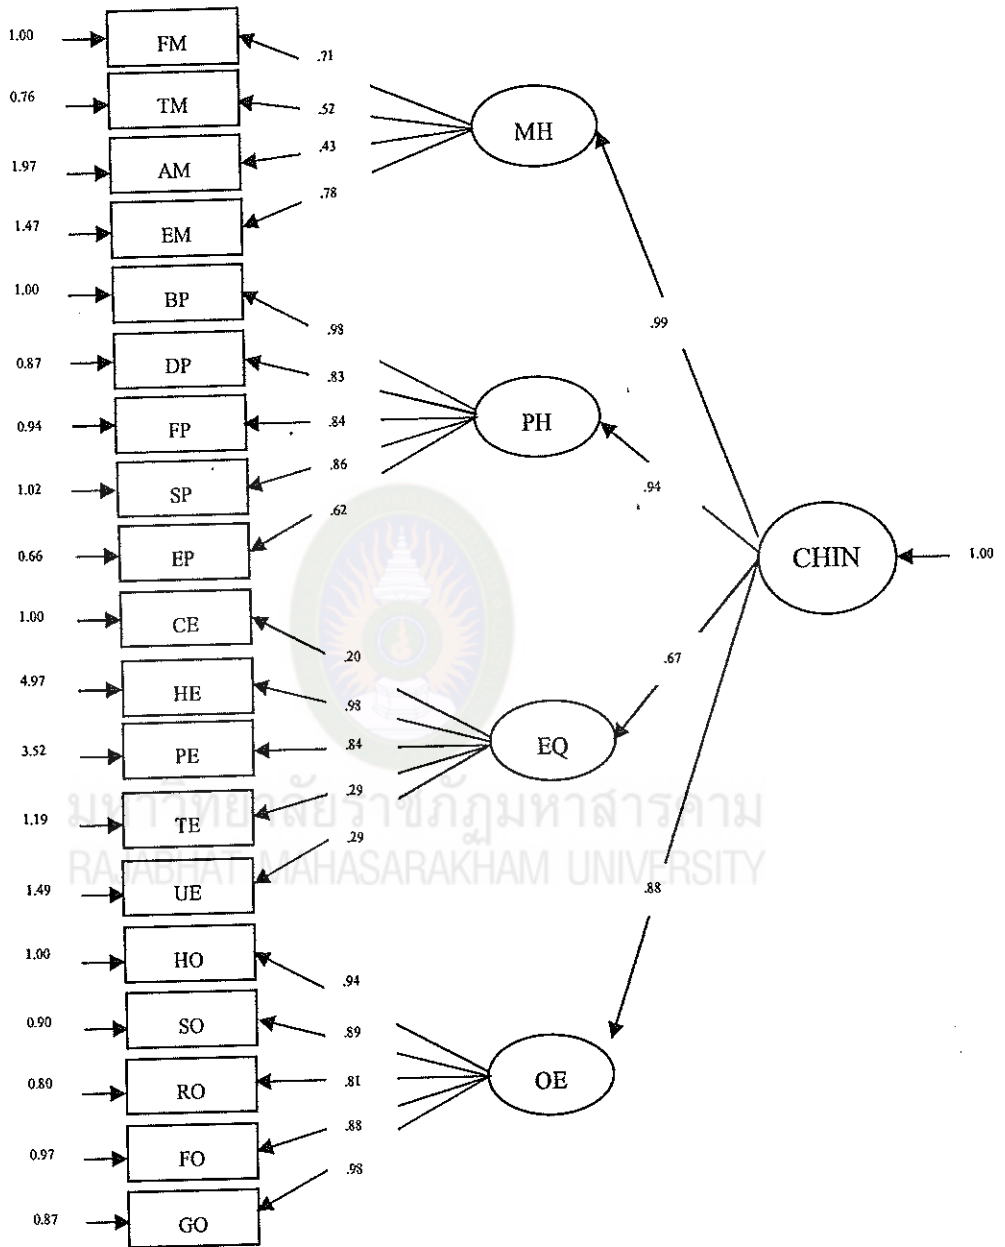 1.00 FM .71
0.76 TM .52 MH
1.97 AM .43
1.47 EM .78
1.00 BP .98 .99
0.87 DP .83
0.94 FP .84 PH
1.02 SP .86 .94
0.66 EP .62 CHIN 1.00
1.00 CE .20 .67
4.97 HE .98
3.52 PE .84 EQ
1.19 TE .29
มหาวิทยาลัยราชภัฏมหาสารคาม
RAJABHAT MAHASARAKHAM UNIVERSITY
1.49 UE .29 .88
1.00 HO .94
0.90 SO .89
0.80 RO .81 OE
0.97 FO .88
0.87 GO .98